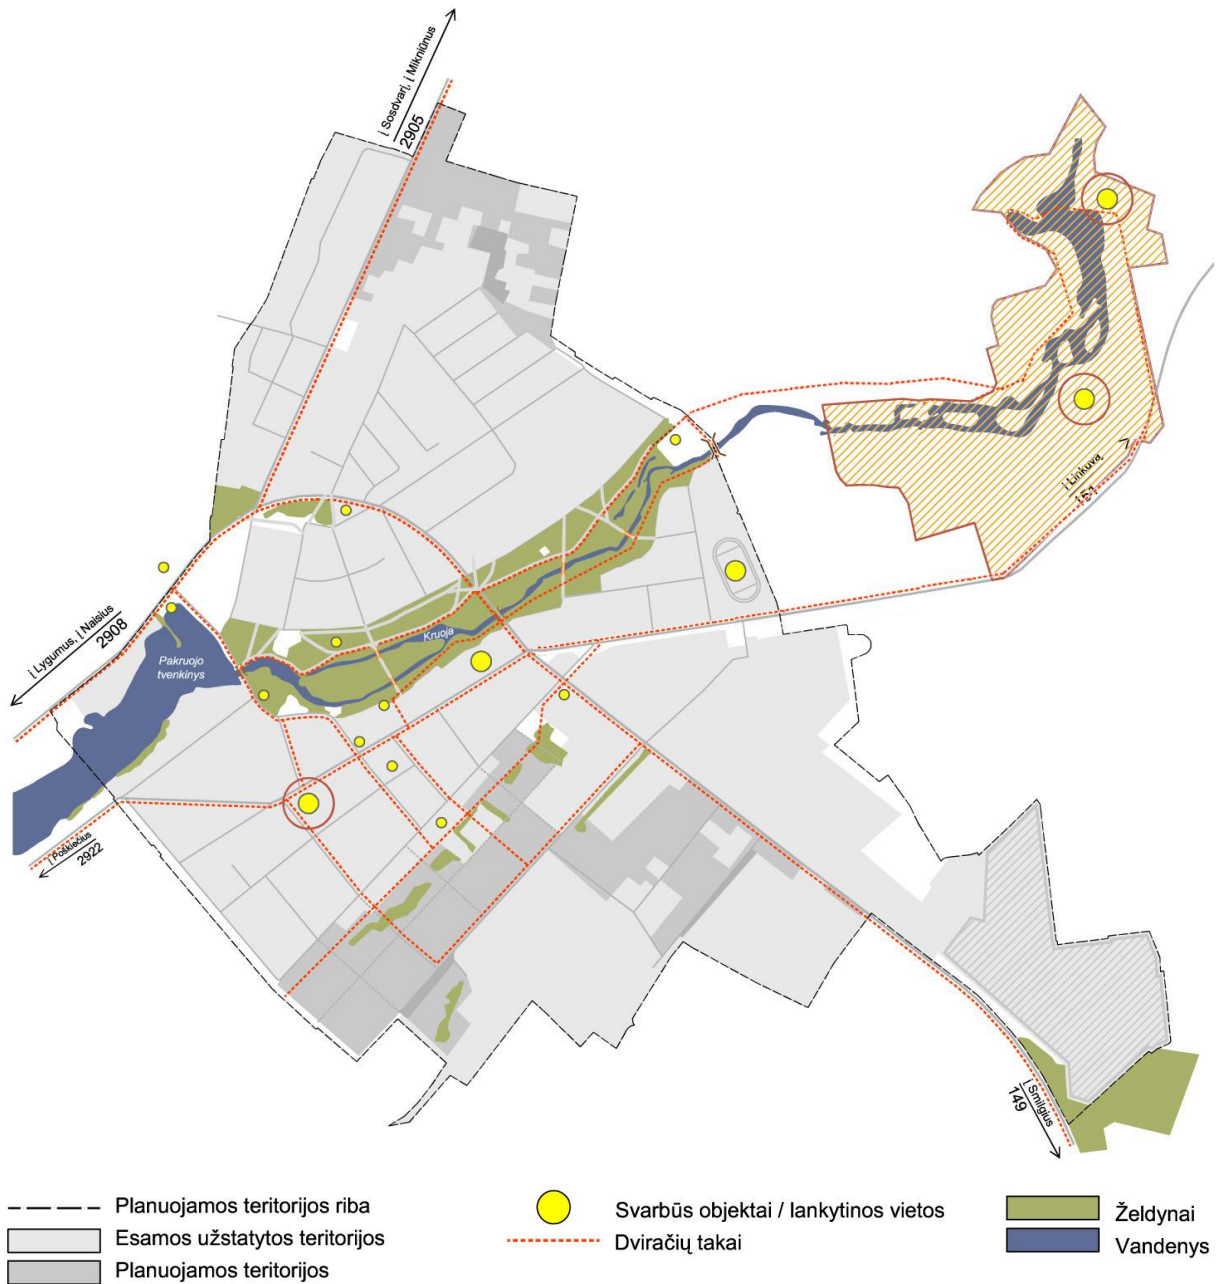 į Sosdvarį, į Mikniūnus
2905
į Linkuvą
151
į Lygumus, į Naisius
2908
Kruoja
Pakruojo
tvenkinys
į Poškiečius
2922
į Smilgius
149
Planuojamos teritorijos riba
Esamos užstatytos teritorijos
Planuojamos teritorijos
Svarbūs objektai / lankytinos vietos
Dviračių takai
Želdynai
Vandenys